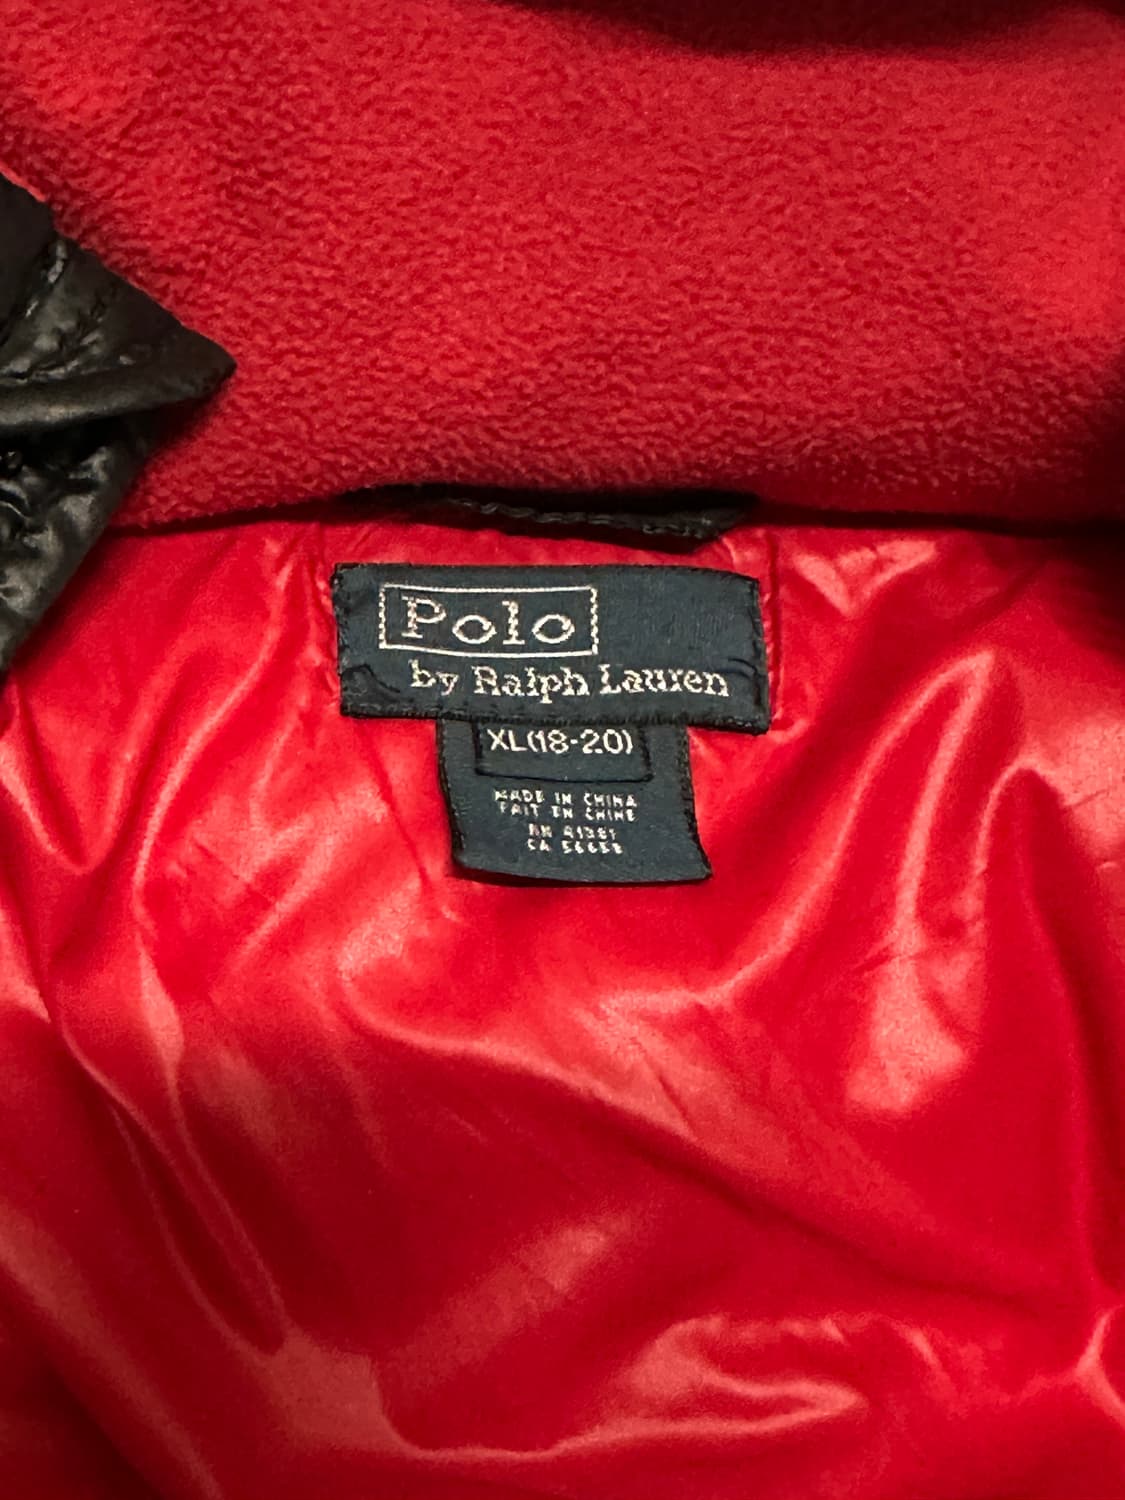 Polo
by Ralph Lauren
XL(18-20)
MADE IN CHINA
FAIT EN CHINE
RN 41381
CA 56658